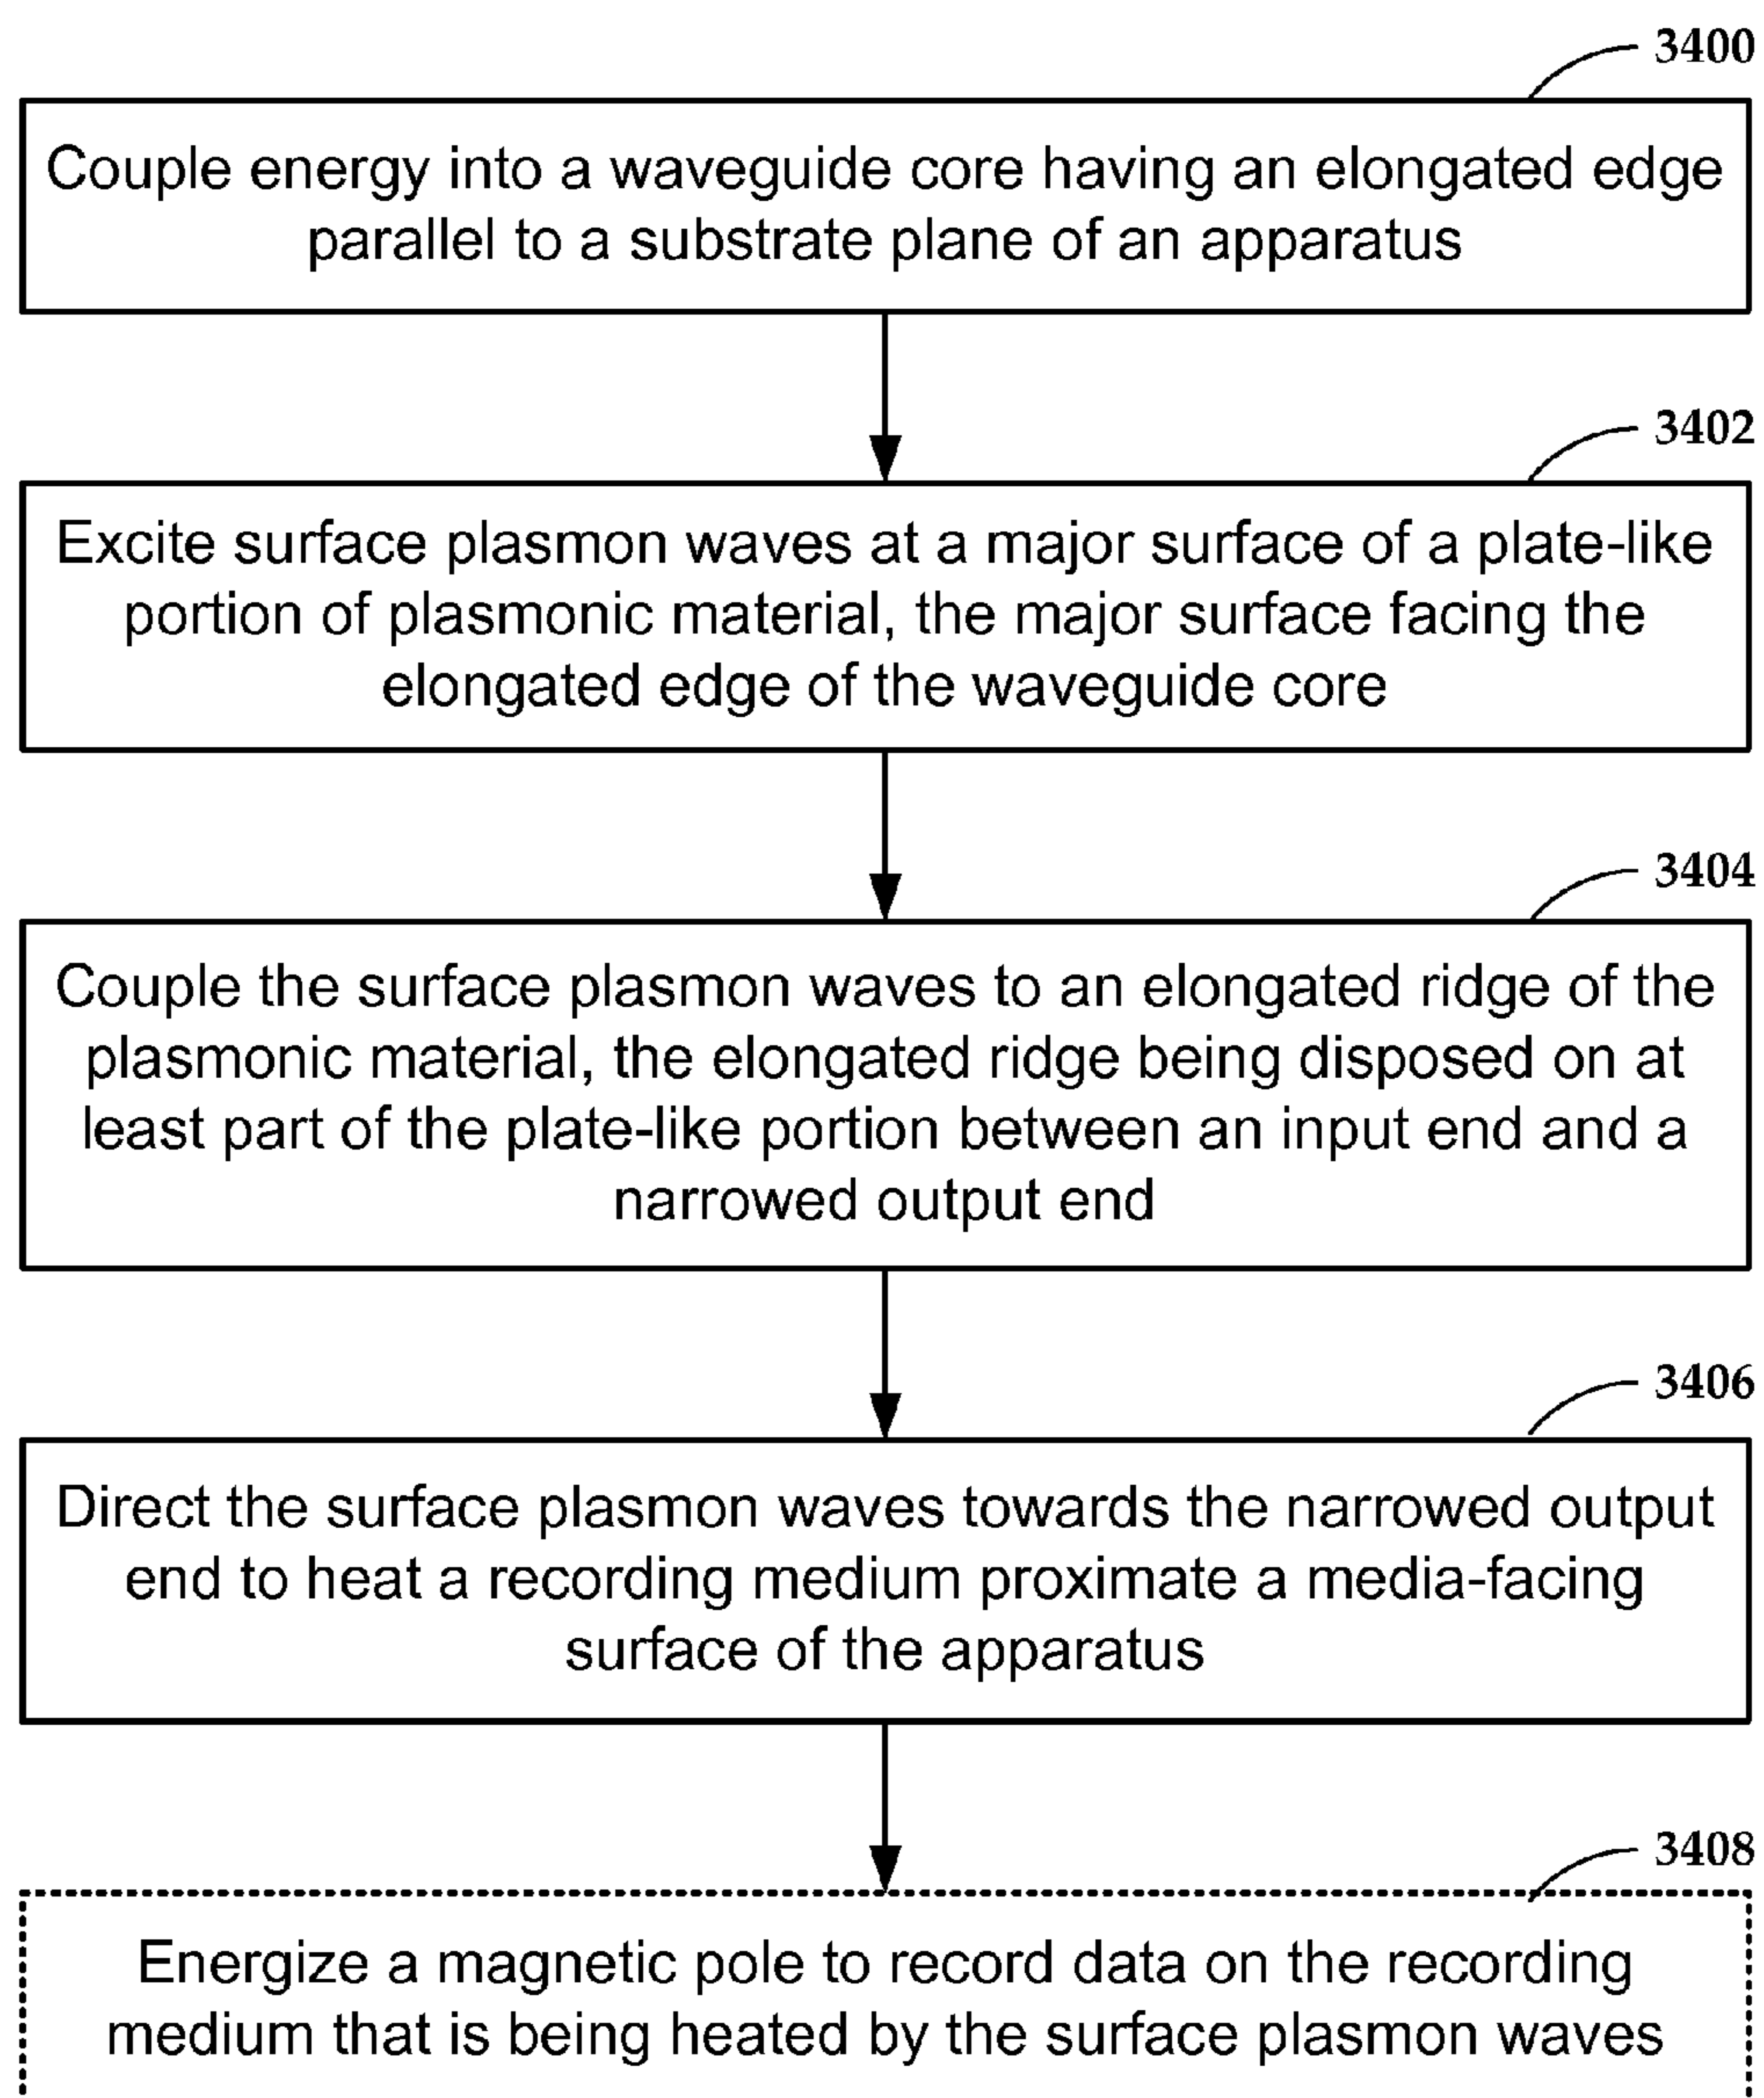 3400
Couple energy into a waveguide core having an elongated edge
parallel to a substrate plane of an apparatus
3402
Excite surface plasmon waves at a major surface of a plate-like
portion of plasmonic material, the major surface facing the
elongated edge of the waveguide core
3404
Couple the surface plasmon waves to an elongated ridge of the
plasmonic material, the elongated ridge being disposed on at
least part of the plate-like portion between an input end and a
narrowed output end
3406
Direct the surface plasmon waves towards the narrowed output
end to heat a recording medium proximate a media-facing
surface of the apparatus
3408
Energize a magnetic pole to record data on the recording
medium that is being heated by the surface plasmon waves